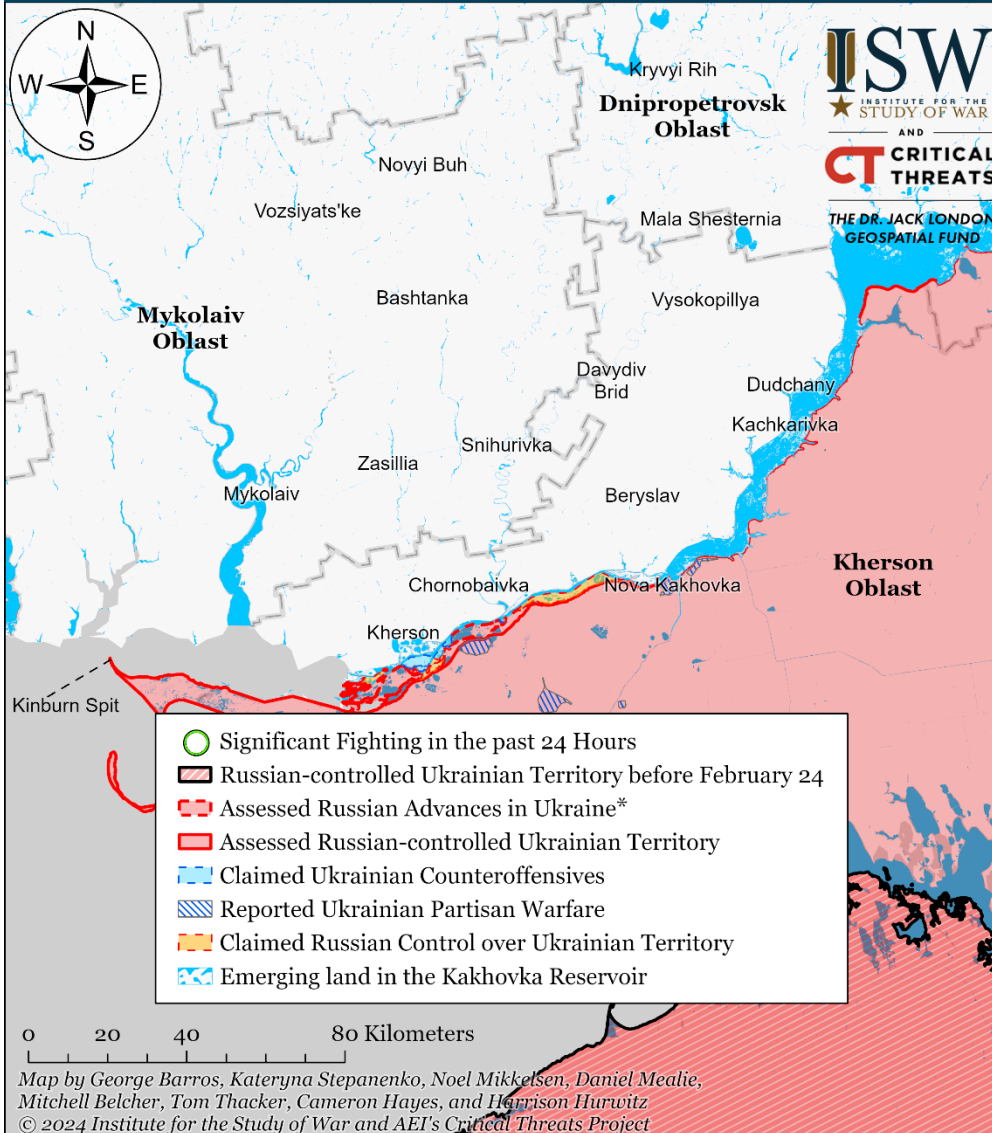 N
W
E
S
ISW
INSTITUTE FOR THE
STUDY OF WAR
AND
CT CRITICAL
THREATS
THE DR. JACK LONDON
GEOSPATIAL FUND
Kryvyi Rih
Dnipropetrovsk
Oblast
Novyi Buh
Vozsiyats'ke
Mala Shesternia
Bashtanka
Vysokopillya
Mykolaiv
Oblast
Davydiv
Brid
Dudchany
Kachkarivka
Snihurivka
Zasillia
Mykolaiv
Beryslav
Kherson
Oblast
Chornobaivka
Nova Kakhovka
Kherson
Kinburn Spit
Significant Fighting in the past 24 Hours
Russian-controlled Ukrainian Territory before February 24
Assessed Russian Advances in Ukraine*
Assessed Russian-controlled Ukrainian Territory
Claimed Ukrainian Counteroffensives
Reported Ukrainian Partisan Warfare
Claimed Russian Control over Ukrainian Territory
Emerging land in the Kakhovka Reservoir
0 20 40 80 Kilometers
Map by George Barros, Kateryna Stepanenko, Noel Mikkelsen, Daniel Mealie,
Mitchell Belcher, Tom Thacker, Cameron Hayes, and Harrison Hurwitz
© 2024 Institute for the Study of War and AEI's Critical Threats Project